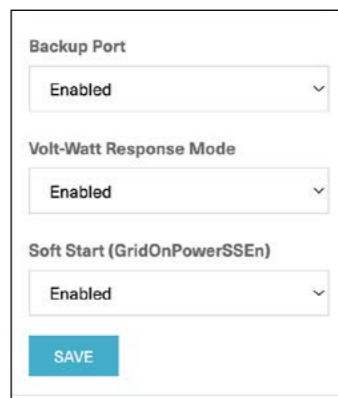 Backup Port
Enabled
Volt-Watt Response Mode
Enabled
Soft Start (GridOnPowerSSEn)
Enabled
SAVE